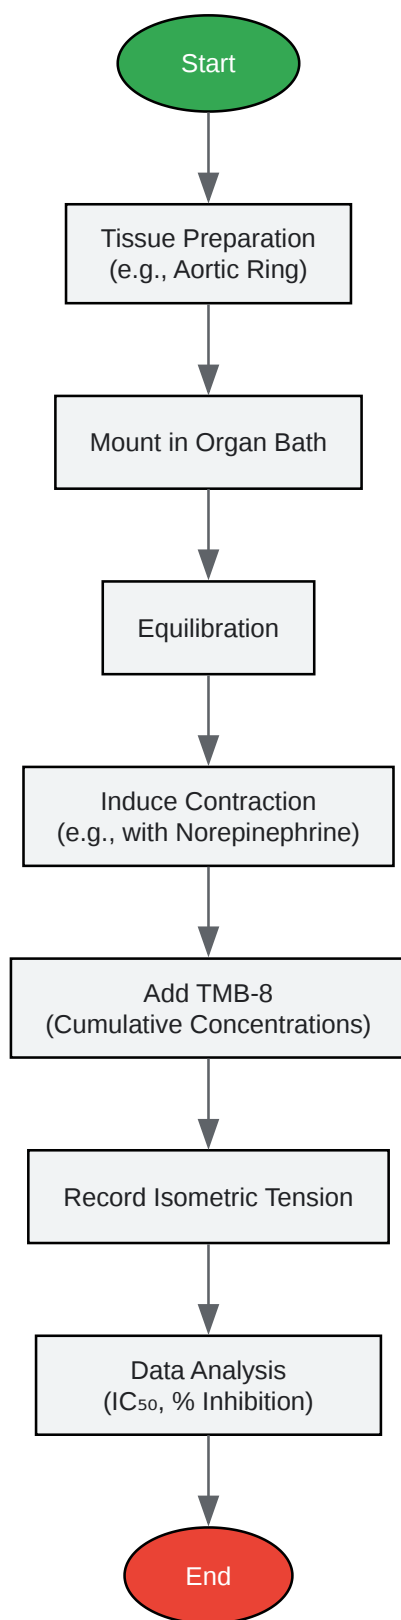 Start
Tissue Preparation
(e.g., Aortic Ring)
Mount in Organ Bath
Equilibration
Induce Contraction
(e.g., with Norepinephrine)
Add TMB-8
(Cumulative Concentrations)
Record Isometric Tension
Data Analysis
(IC₅₀, % Inhibition)
End